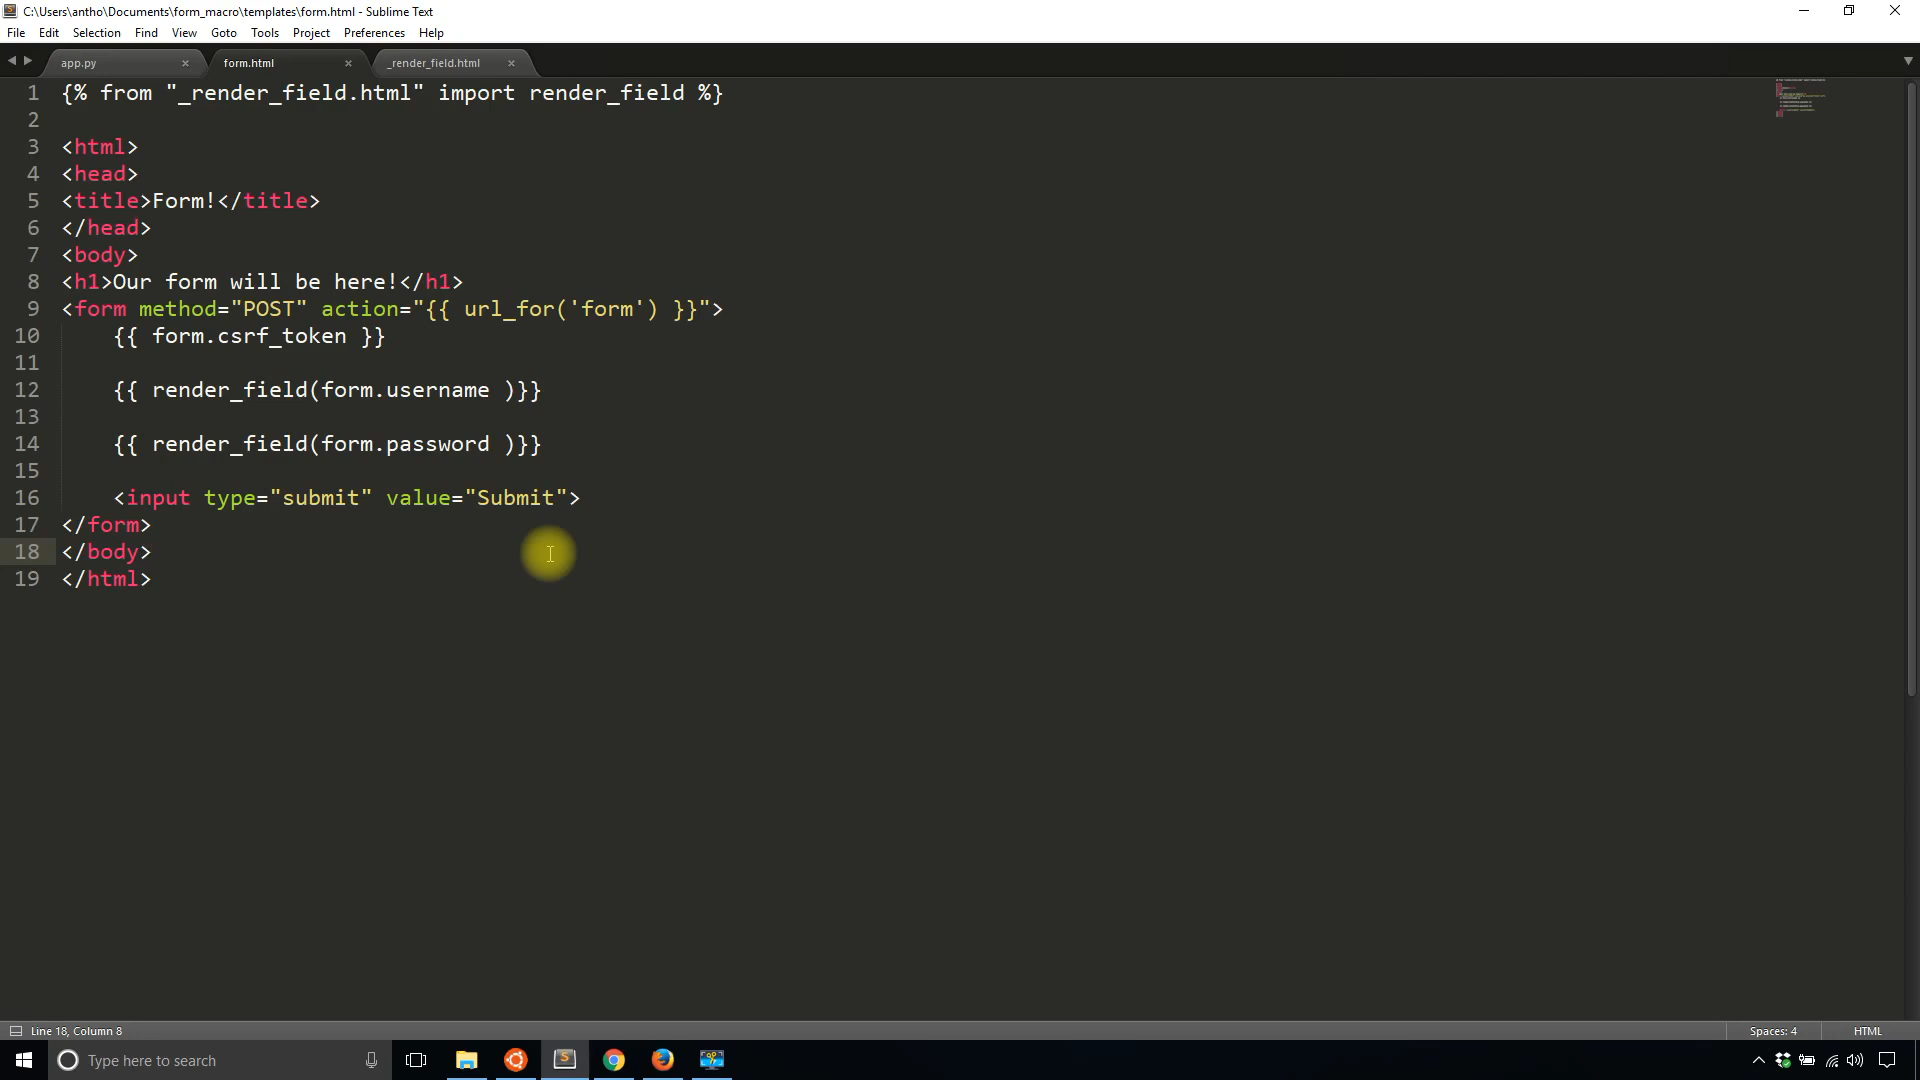 C:\Users\antho\Documents\form_macro\templates\form.html - Sublime Text
File Edit Selection Find View Goto Tools Project Preferences Help
app.py form.html _render_field.html
1 {% from "_render_field.html" import render_field %}
2
3 <html>
4 <head>
5 <title>Form!</title>
6 </head>
7 <body>
8 <h1>Our form will be here!</h1>
9 <form method="POST" action="{{ url_for('form') }}">
10 {{ form.csrf_token }}
11
12 {{ render_field(form.username )}}
13
14 {{ render_field(form.password )}}
15
16 <input type="submit" value="Submit">
17 </form>
18 </body>
19 </html>
Line 18, Column 8 Spaces: 4 HTML
Type here to search